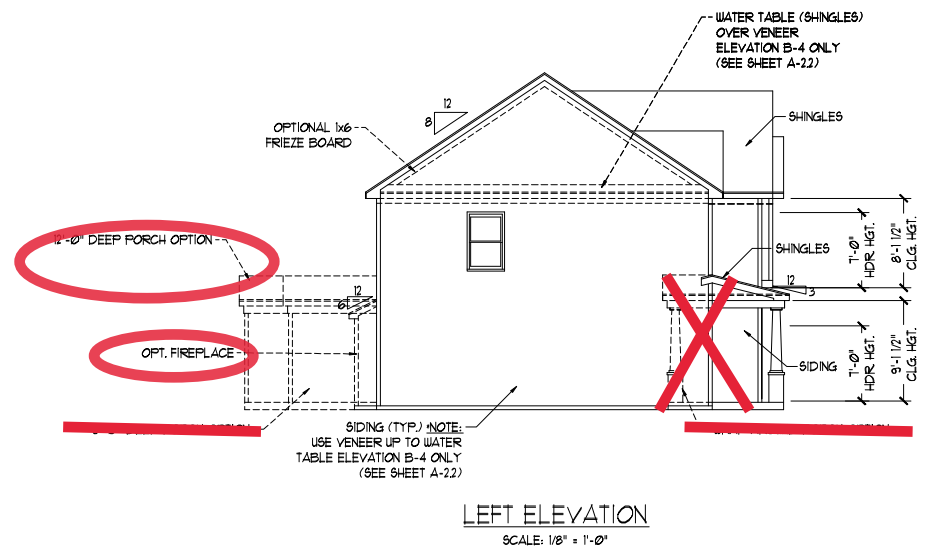 WATER TABLE (SHINGLES)
OVER VENEER
ELEVATION B-4 ONLY
(SEE SHEET A-2.2)
12
8
OPTIONAL 1x6
FRIEZE BOARD
SHINGLES
12'-0" DEEP PORCH OPTION
SHINGLES
7'-0"
HDR. HGT.
8'-1 1/2"
CLG. HGT.
12
6
12
3
OPT. FIREPLACE
SIDING
7'-0"
HDR. HGT.
9'-1 1/2"
CLG. HGT.
SIDING (TYP.) *NOTE:
USE VENEER UP TO WATER
TABLE ELEVATION B-4 ONLY
(SEE SHEET A-2.2)
LEFT ELEVATION
SCALE: 1/8" = 1'-0"